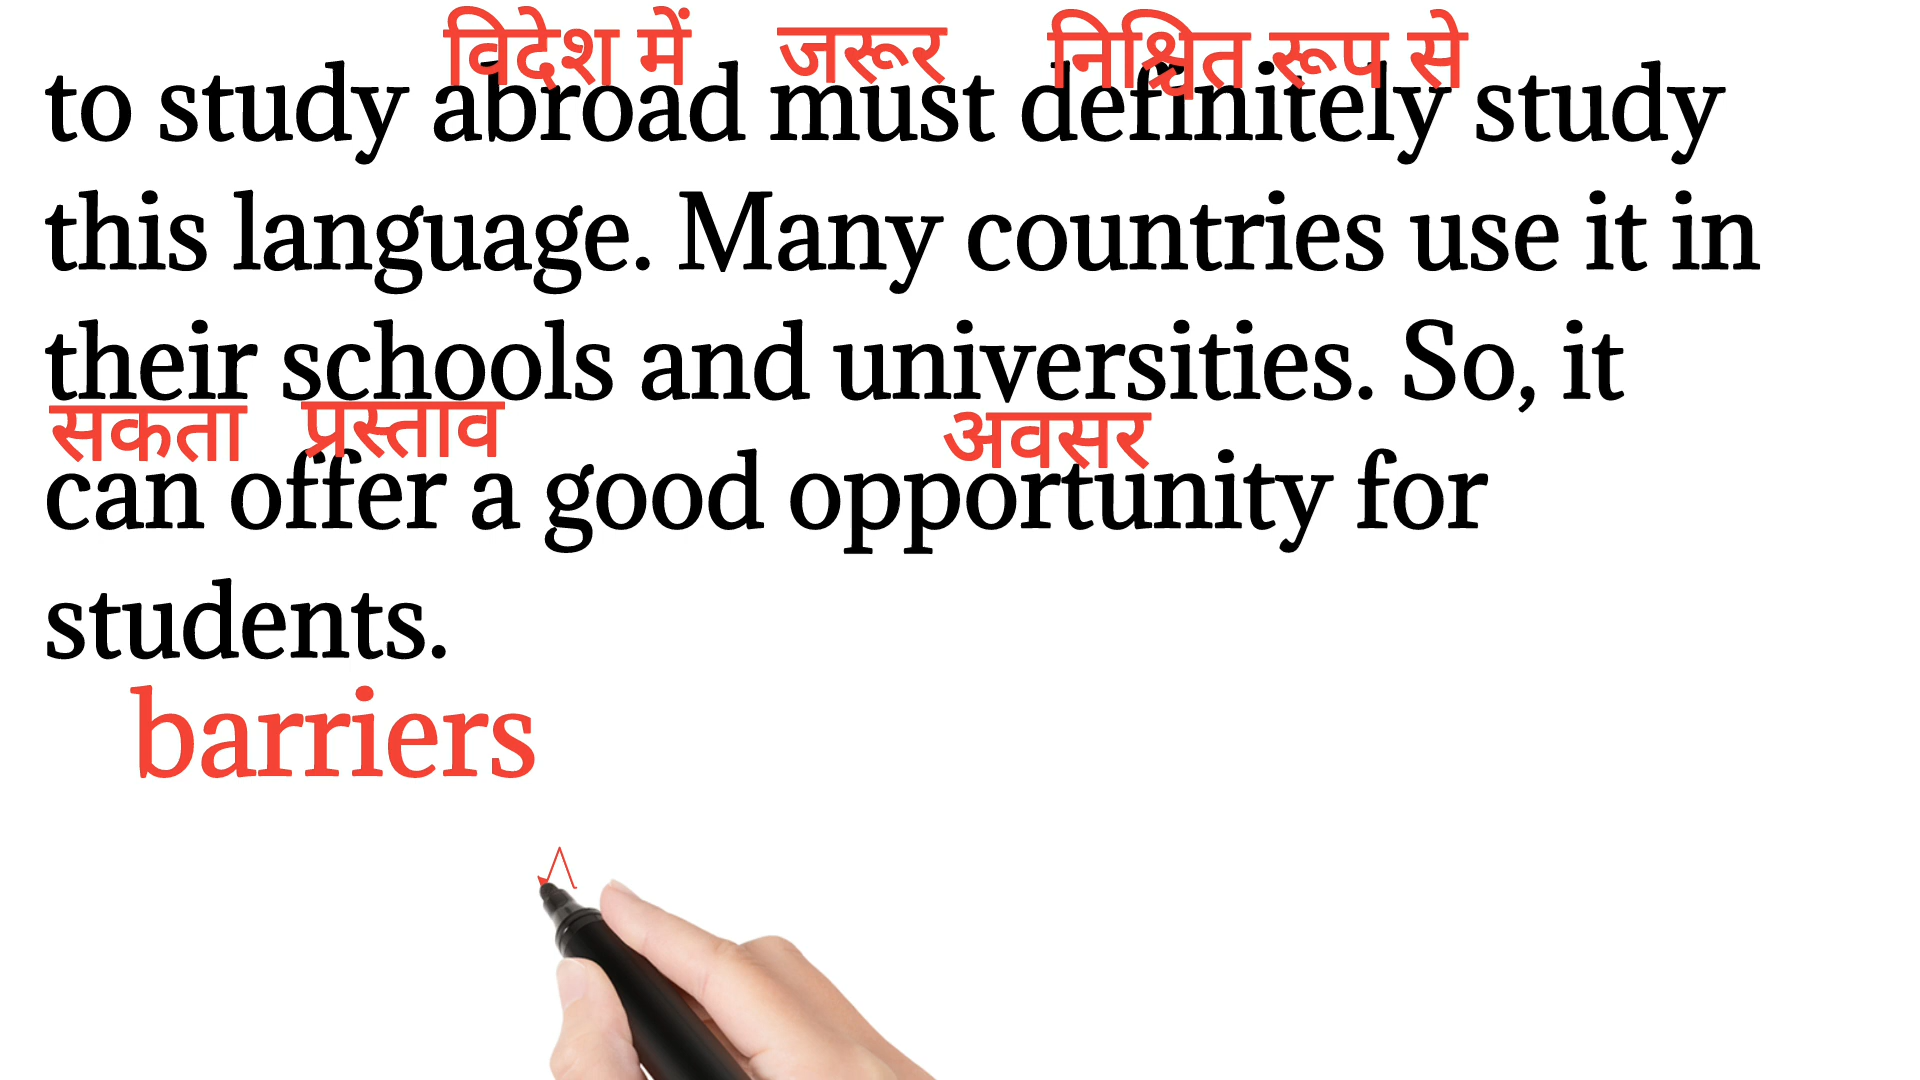 विदेश में जरूर निश्चित रूप से
to study abroad must definitely study
this language. Many countries use it in
their schools and universities. So, it
सकता प्रस्ताव अवसर
can offer a good opportunity for
students.
barriers